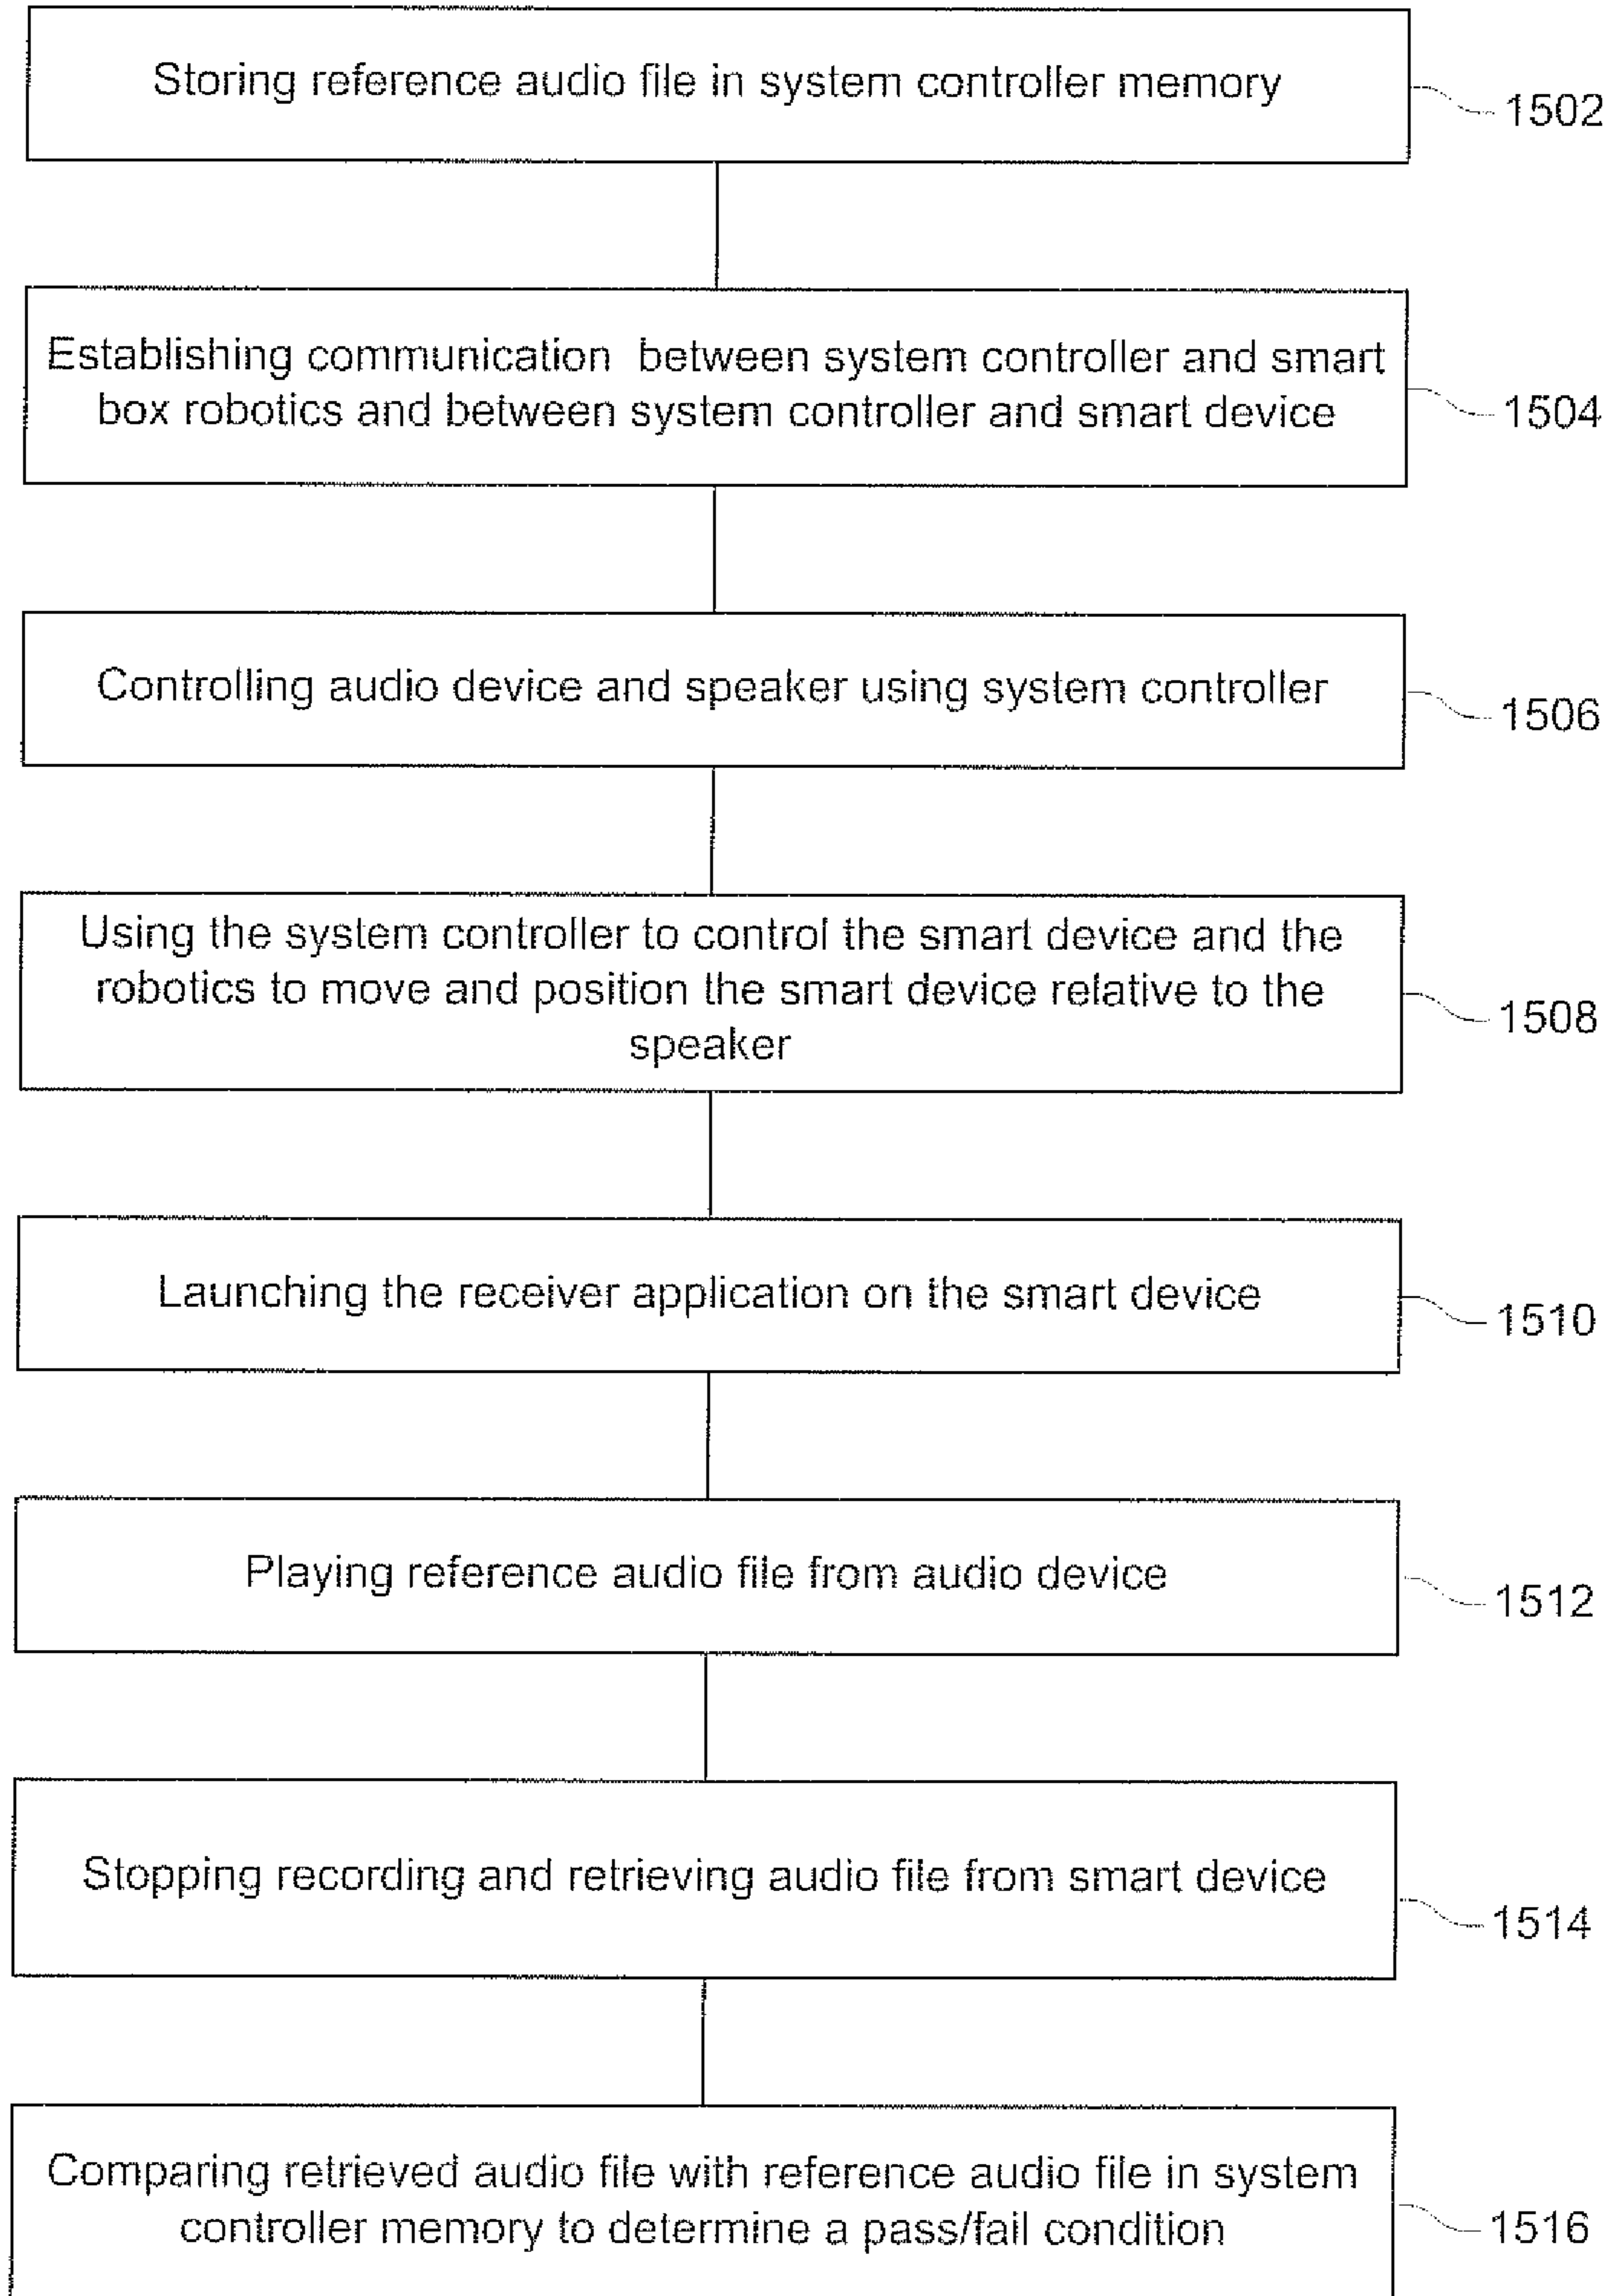 Storing reference audio file in system controller memory
1502
Establishing communication between system controller and smart
box robotics and between system controller and smart device
1504
Controlling audio device and speaker using system controller
1506
Using the system controller to control the smart device and the
robotics to move and position the smart device relative to the
speaker
1508
Launching the receiver application on the smart device
1510
Playing reference audio file from audio device
1512
Stopping recording and retrieving audio file from smart device
1514
Comparing retrieved audio file with reference audio file in system
controller memory to determine a pass/fail condition
1516